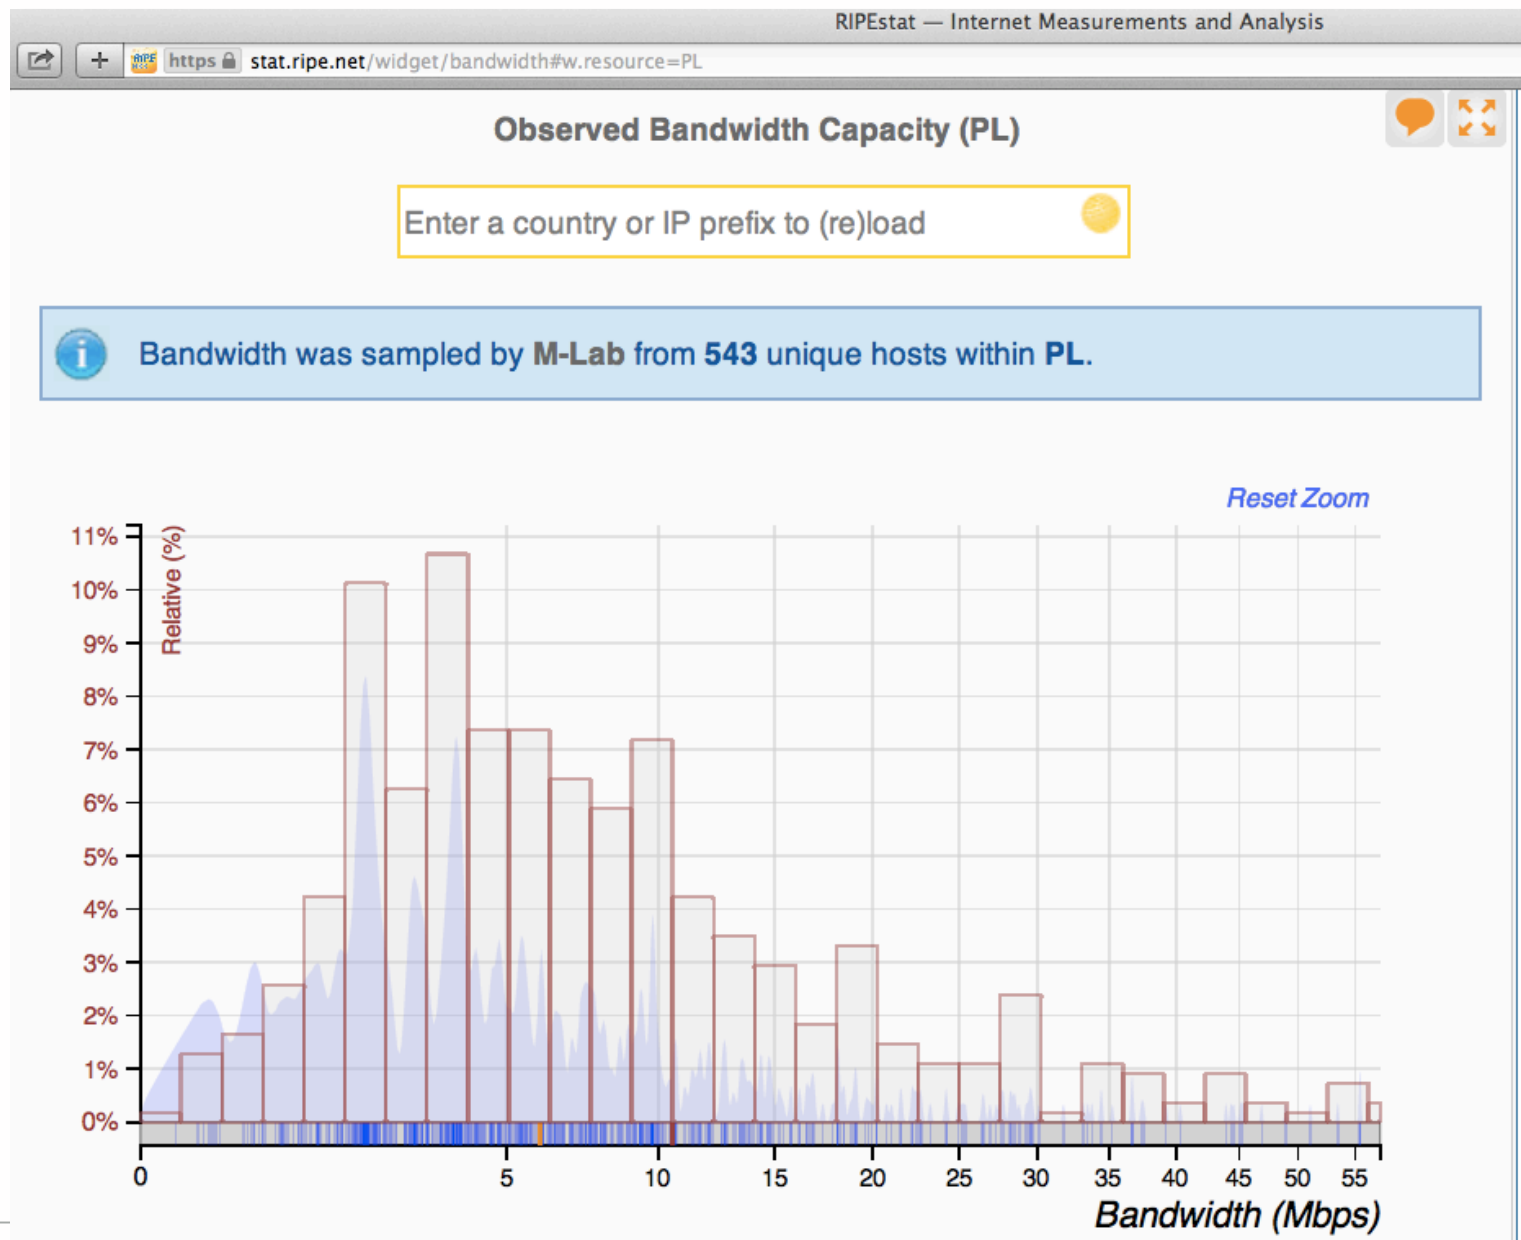 RIPEstat — Internet Measurements and Analysis
RIPE NCC https stat.ripe.net/widget/bandwidth#w.resource=PL
Observed Bandwidth Capacity (PL)
Enter a country or IP prefix to (re)load
i Bandwidth was sampled by M-Lab from 543 unique hosts within PL.
Reset Zoom
Relative (%)
11%
10%
9%
8%
7%
6%
5%
4%
3%
2%
1%
0%
0 5 10 15 20 25 30 35 40 45 50 55
Bandwidth (Mbps)